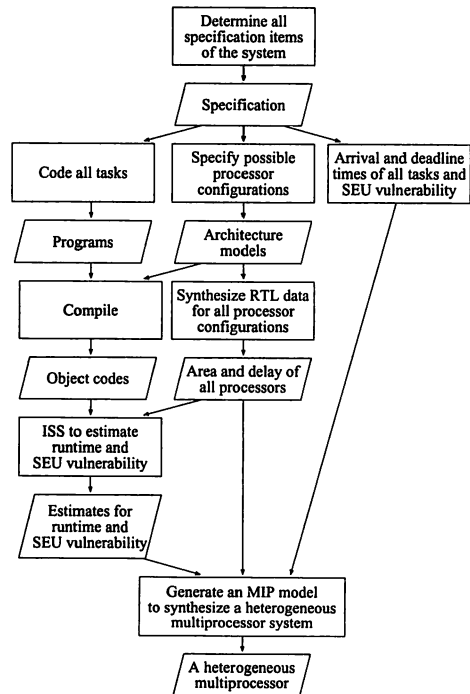 Determine all
specification items
of the system
Specification
Code all tasks
Specify possible
processor
configurations
Arrival and deadline
times of all tasks and
SEU vulnerability
Programs
Architecture
models
Compile
Synthesize RTL data
for all processor
configurations
Object codes
Area and delay of
all processors
ISS to estimate
runtime and
SEU vulnerability
Estimates for
runtime and
SEU vulnerability
Generate an MIP model
to synthesize a heterogeneous
multiprocessor system
A heterogeneous
multiprocessor